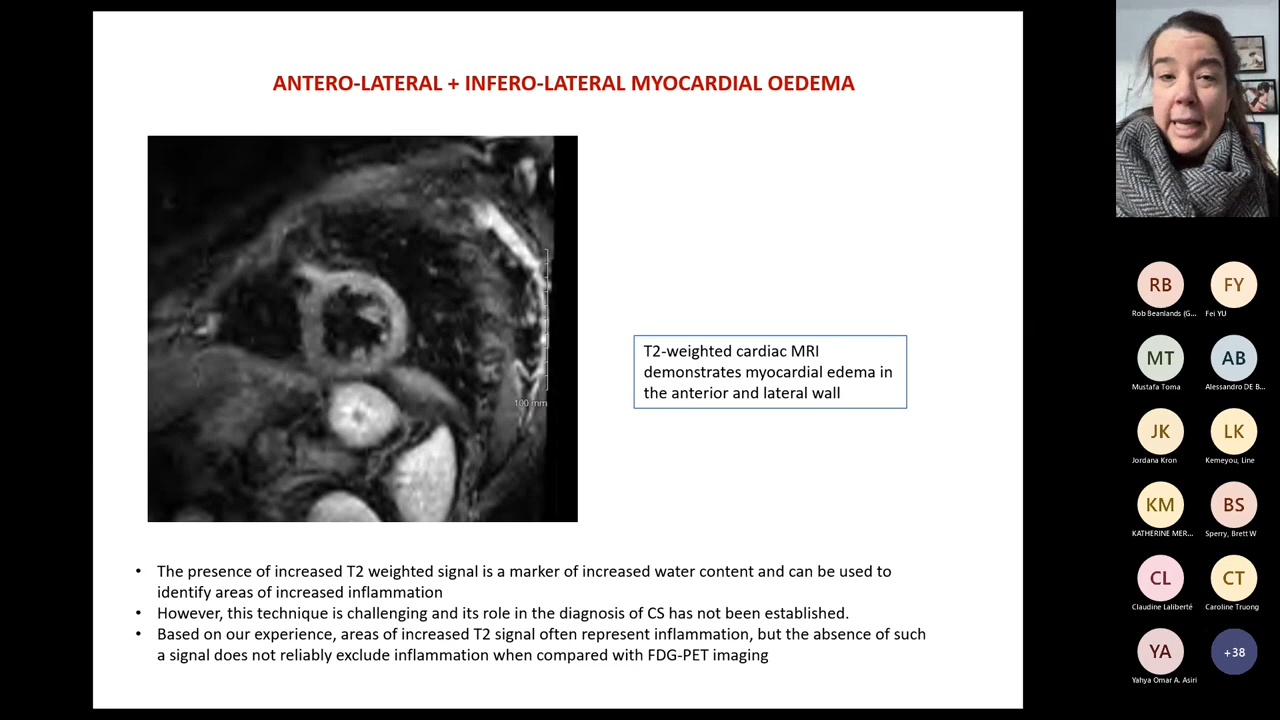 ANTERO-LATERAL + INFERO-LATERAL MYOCARDIAL OEDEMA
100 mm
T2-weighted cardiac MRI
demonstrates myocardial edema in
the anterior and lateral wall
• The presence of increased T2 weighted signal is a marker of increased water content and can be used to
identify areas of increased inflammation
• However, this technique is challenging and its role in the diagnosis of CS has not been established.
• Based on our experience, areas of increased T2 signal often represent inflammation, but the absence of such
a signal does not reliably exclude inflammation when compared with FDG-PET imaging
RB FY
Rob Beanlands (G... Fei YU
MT AB
Mustafa Toma Alessandro DE B...
JK LK
Jordana Kron Kemeyou, Line
KM BS
KATHERINE MER... Sperry, Brett W
CL CT
Claudine Laliberté Caroline Truong
YA +38
Yahya Omar A. Asiri